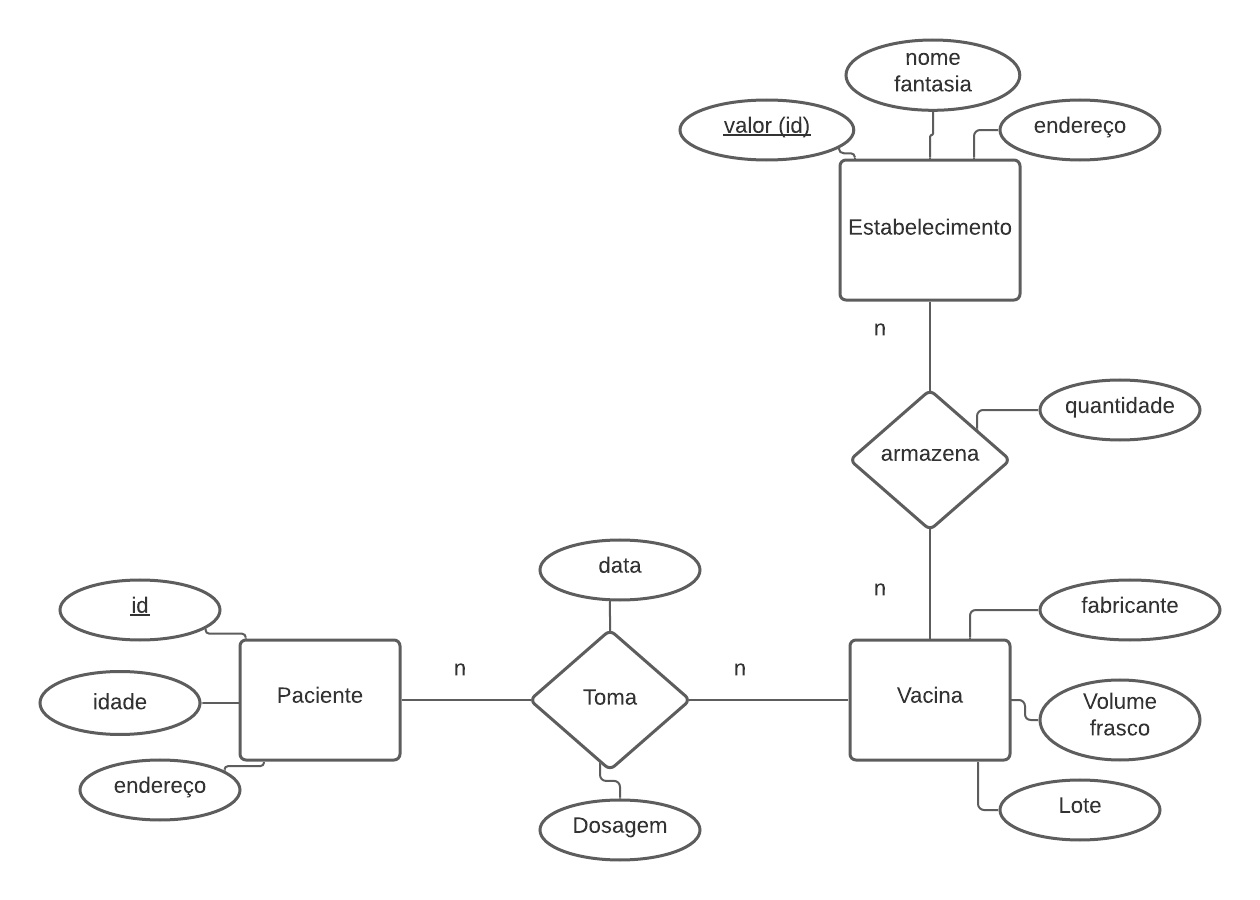 nome
fantasia
valor (id)
endereço
Estabelecimento
n
quantidade
armazena
data
n
fabricante
id
n
n
idade
Paciente
Toma
Vacina
Volume
frasco
endereço
Dosagem
Lote